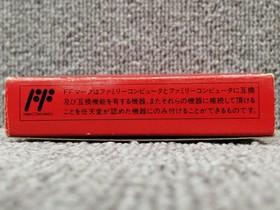 FFマークはファミリーコンピュータとファミリーコンピュータに互換
及び互換機能を有する機器、またそれらの機器に接続して頂ける
ことを任天堂が認めた機器にのみ付けることができるものです。